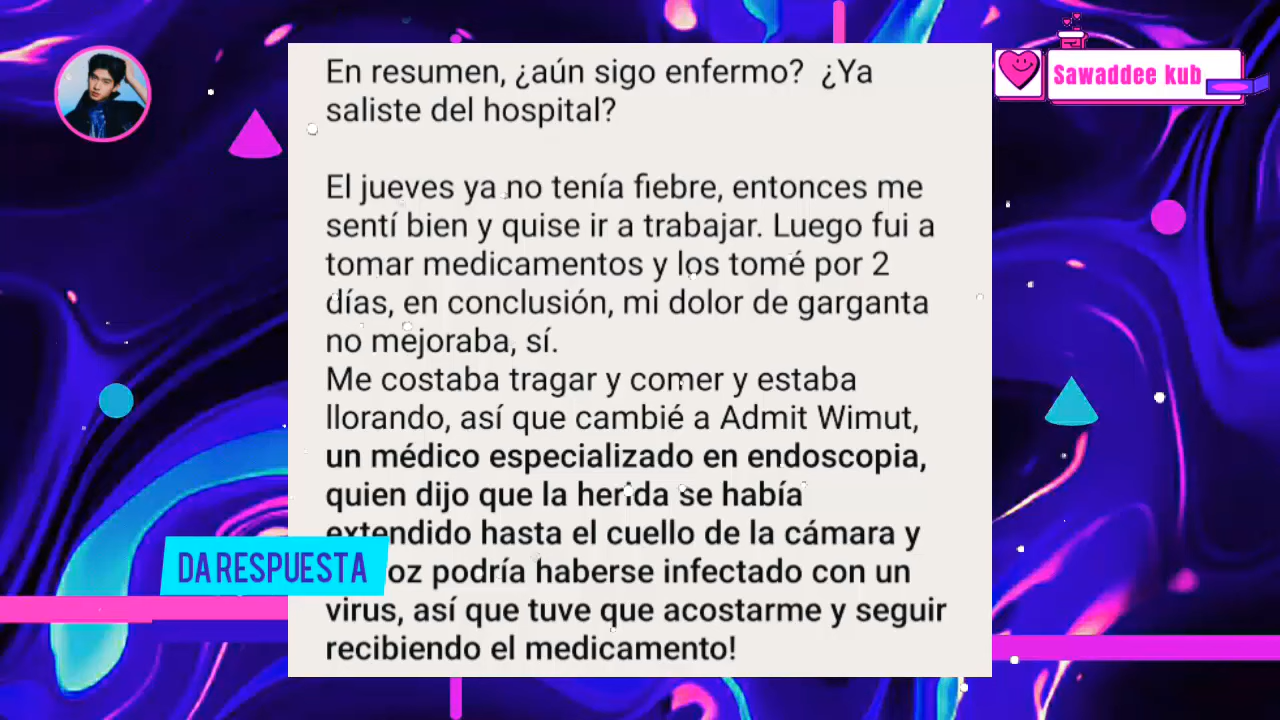 Sawaddee kub
En resumen, ¿aún sigo enfermo? ¿Ya
saliste del hospital?
El jueves ya no tenía fiebre, entonces me
sentí bien y quise ir a trabajar. Luego fui a
tomar medicamentos y los tomé por 2
días, en conclusión, mi dolor de garganta
no mejoraba, sí.
Me costaba tragar y comer y estaba
llorando, así que cambié a Admit Wimut,
un médico especializado en endoscopia,
quien dijo que la herida se había
extendido hasta el cuello de la cámara y
oz podría haberse infectado con un
virus, así que tuve que acostarme y seguir
recibiendo el medicamento!
DA RESPUESTA